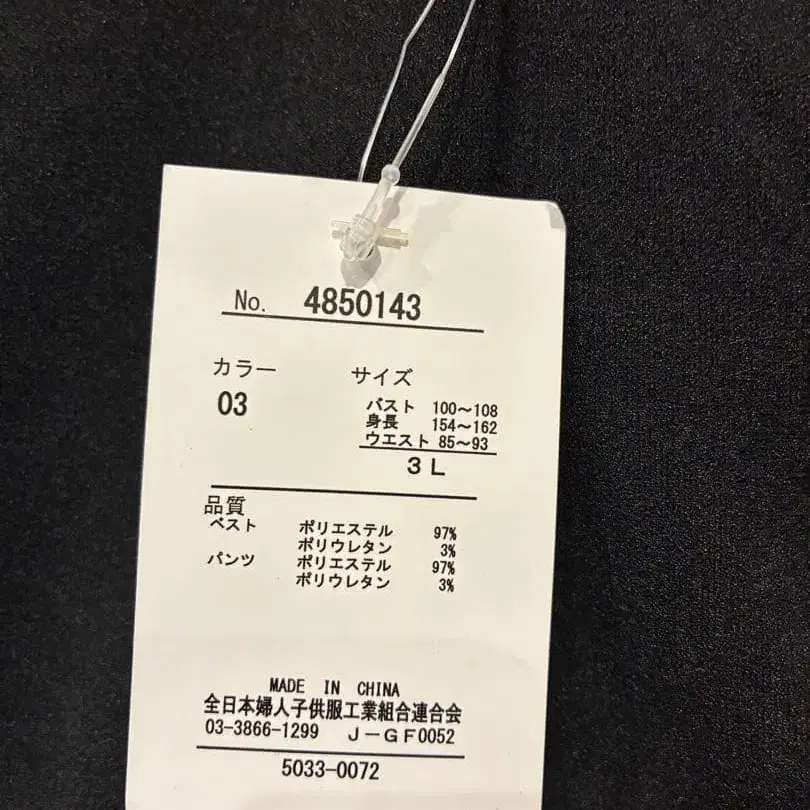 No. 4850143
カラー サイズ
03
バスト 100～108
身長 154～162
ウエスト 85～93
3L
品質
ベスト ポリエステル 97%
ポリウレタン 3%
パンツ ポリエステル 97%
ポリウレタン 3%
MADE IN CHINA
全日本婦人子供服工業組合連合会
03-3866-1299 J－GF0052
5033-0072